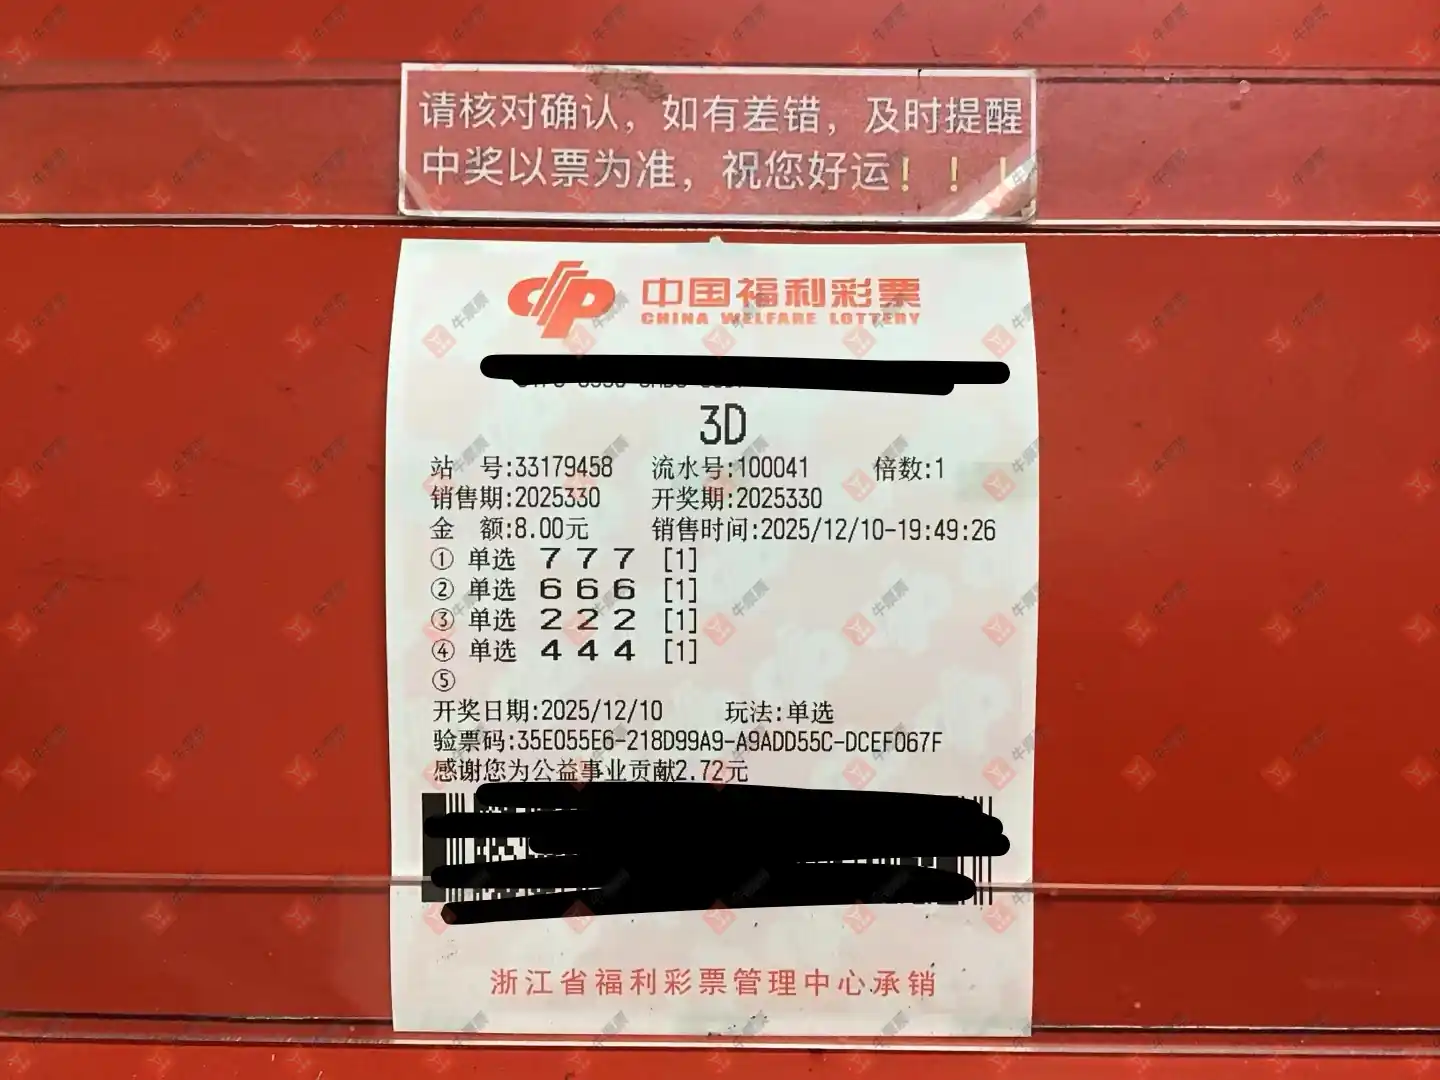 请核对确认，如有差错，及时提醒
中奖以票为准，祝您好运！！！
中国福利彩票
CHINA WELFARE LOTTERY
3D
站 号:33179458 流水号:100041 倍数:1
销售期:2025330 开奖期:2025330
金 额:8.00元 销售时间:2025/12/10-19:49:26
① 单选 7 7 7 [1]
② 单选 6 6 6 [1]
③ 单选 2 2 2 [1]
④ 单选 4 4 4 [1]
⑤
开奖日期:2025/12/10 玩法:单选
验票码:35E055E6-218D99A9-A9ADD55C-DCEF067F
感谢您为公益事业贡献2.72元
浙江省福利彩票管理中心承销